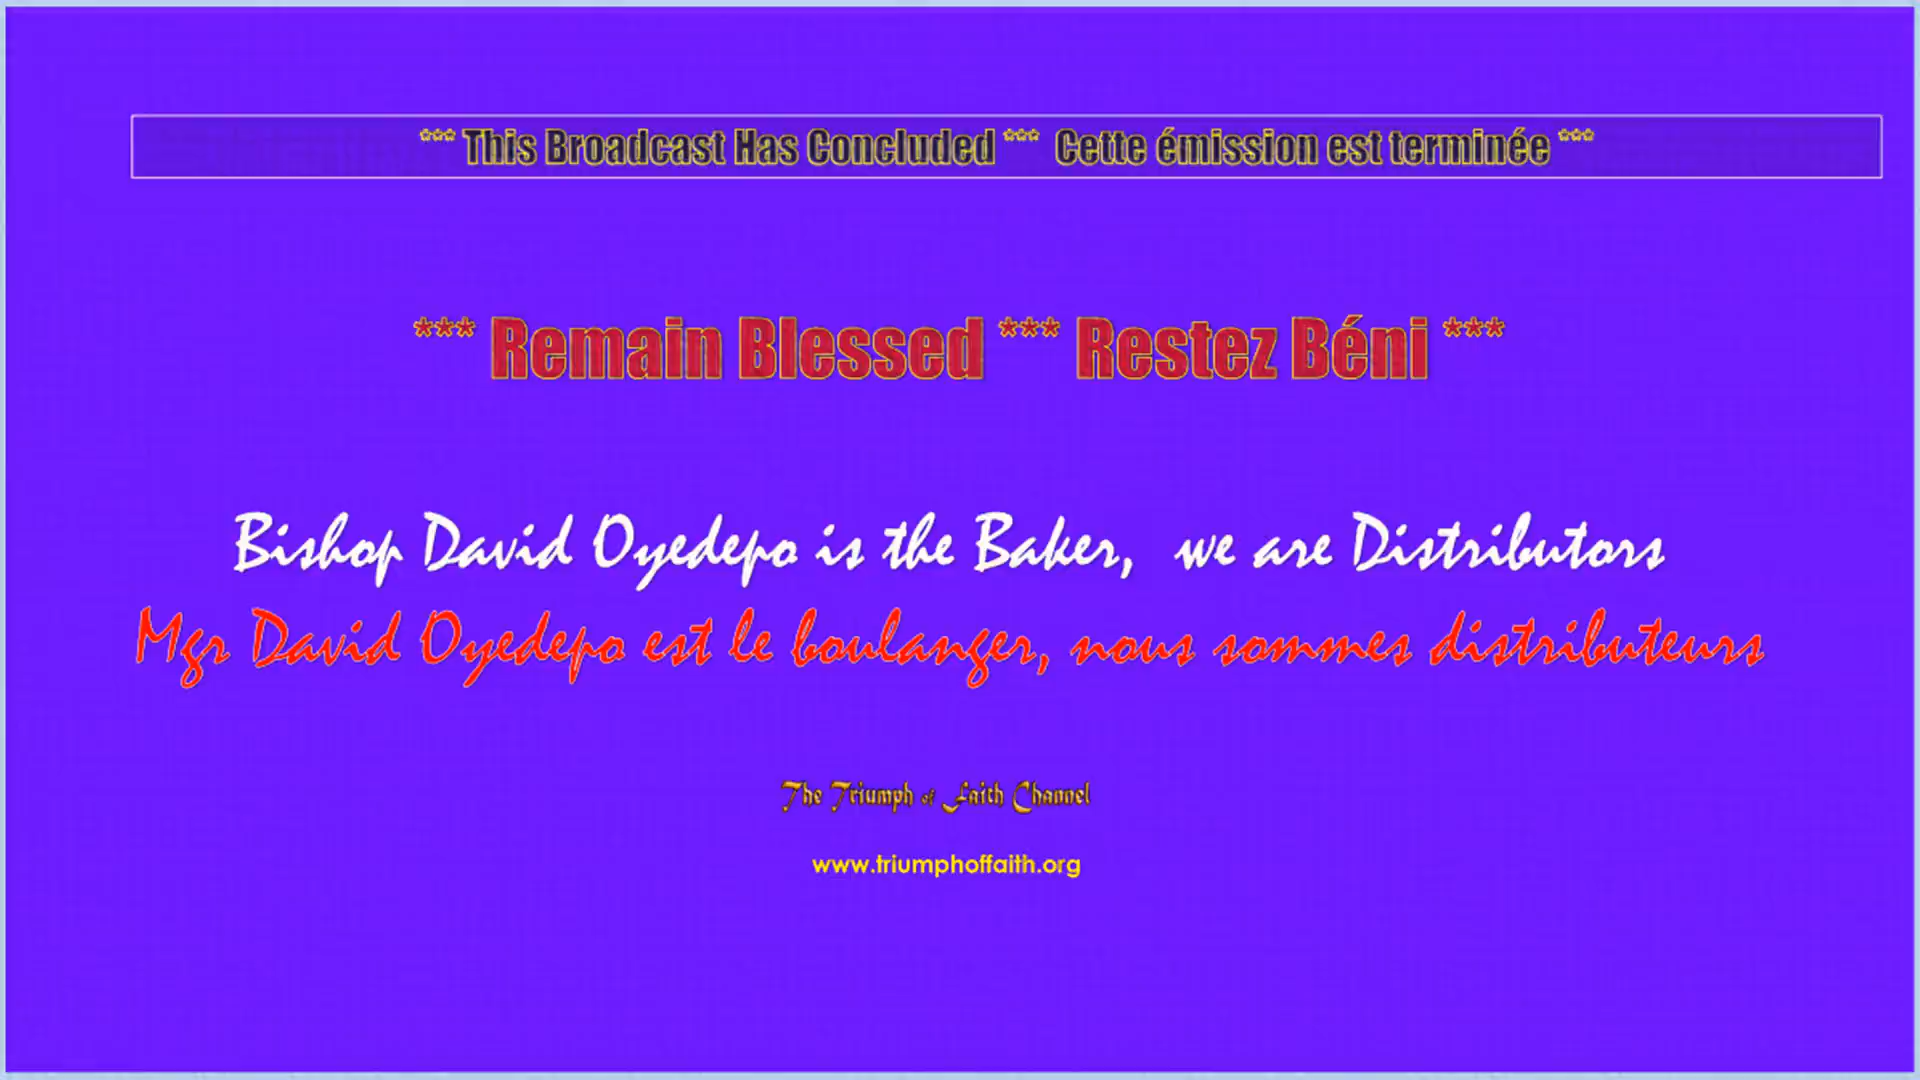 *** This Broadcast Has Concluded *** Cette émission est terminée ***
*** Remain Blessed *** Restez Béni ***
Bishop David Oyedepo is the Baker, we are Distributors
Mgr David Oyedepo est le boulanger, nous sommes distributeurs
The Triumph of Faith Channel
www.triumphoffaith.org